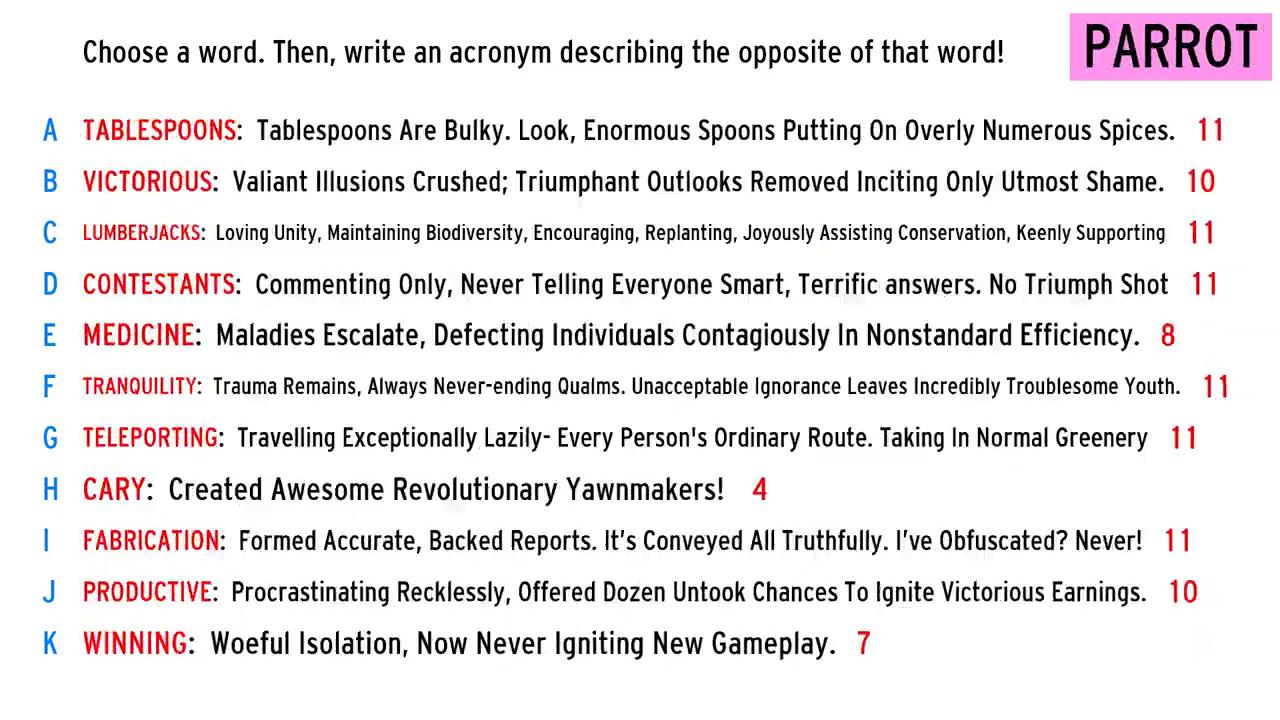 Choose a word. Then, write an acronym describing the opposite of that word!
PARROT
A TABLESPOONS: Tablespoons Are Bulky. Look, Enormous Spoons Putting On Overly Numerous Spices. 11
B VICTORIOUS: Valiant Illusions Crushed; Triumphant Outlooks Removed Inciting Only Utmost Shame. 10
C LUMBERJACKS: Loving Unity, Maintaining Biodiversity, Encouraging, Replanting, Joyously Assisting Conservation, Keenly Supporting 11
D CONTESTANTS: Commenting Only, Never Telling Everyone Smart, Terrific answers. No Triumph Shot 11
E MEDICINE: Maladies Escalate, Defecting Individuals Contagiously In Nonstandard Efficiency. 8
F TRANQUILITY: Trauma Remains, Always Never-ending Qualms. Unacceptable Ignorance Leaves Incredibly Troublesome Youth. 11
G TELEPORTING: Travelling Exceptionally Lazily- Every Person's Ordinary Route. Taking In Normal Greenery 11
H CARY: Created Awesome Revolutionary Yawnmakers! 4
I FABRICATION: Formed Accurate, Backed Reports. It's Conveyed All Truthfully. I've Obfuscated? Never! 11
J PRODUCTIVE: Procrastinating Recklessly, Offered Dozen Untook Chances To Ignite Victorious Earnings. 10
K WINNING: Woeful Isolation, Now Never Igniting New Gameplay. 7